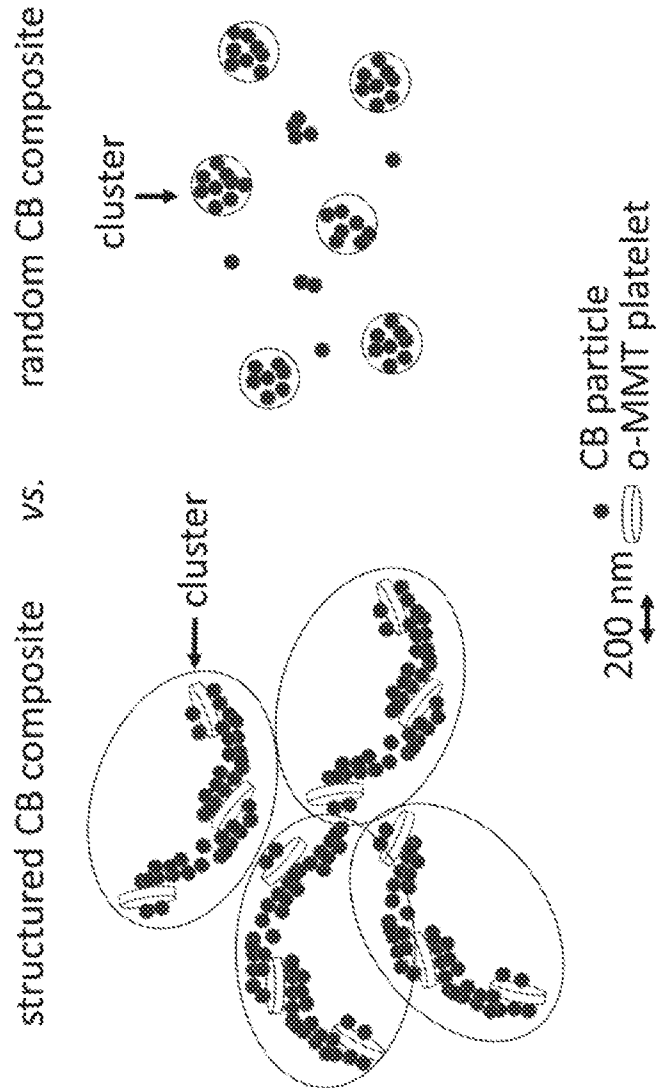 structured CB composite vs. random CB composite
cluster
cluster
200 nm
CB particle
o-MMT platelet